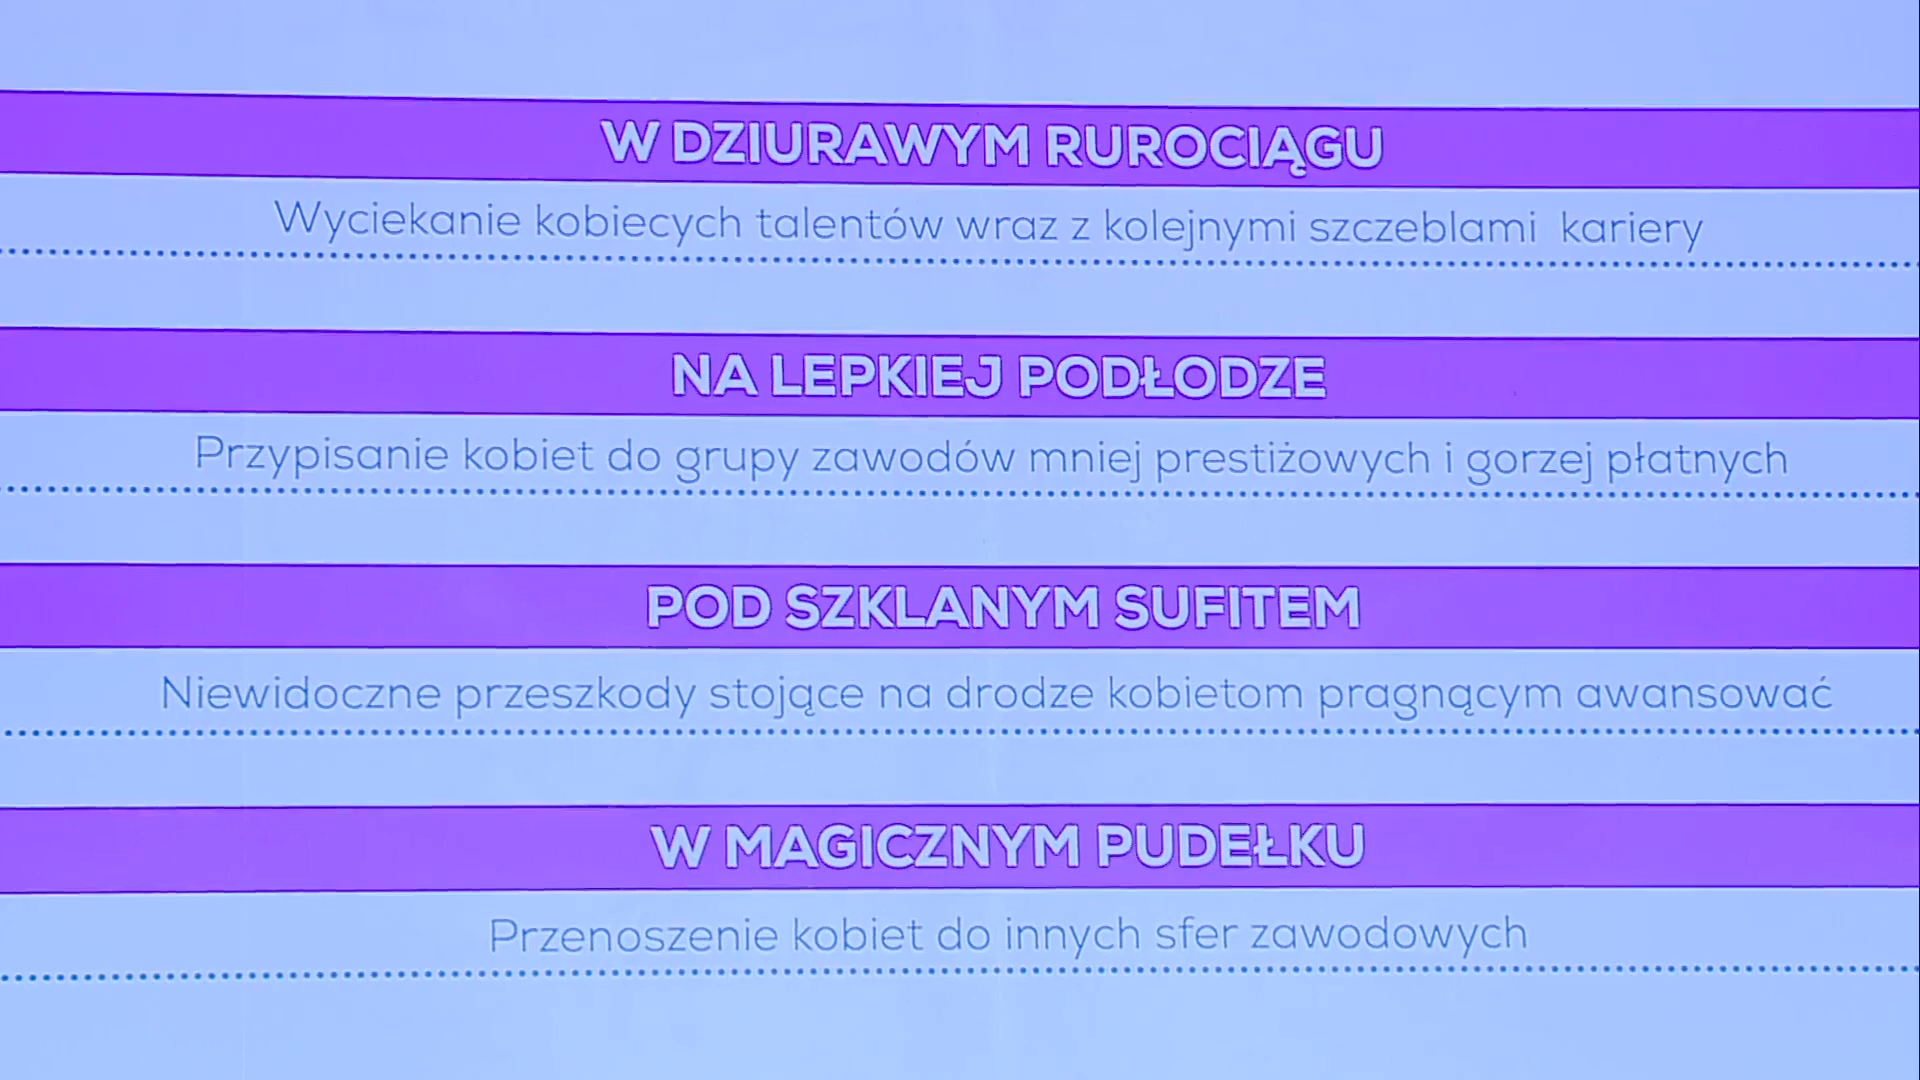 W DZIURAWYM RUROCIĄGU
Wyciekanie kobiecych talentów wraz z kolejnymi szczeblami kariery
NA LEPKIEJ PODŁODZE
Przypisanie kobiet do grupy zawodów mniej prestiżowych i gorzej płatnych
POD SZKLANYM SUFITEM
Niewidoczne przeszkody stojące na drodze kobietom pragnącym awansować
W MAGICZNYM PUDEŁKU
Przenoszenie kobiet do innych sfer zawodowych